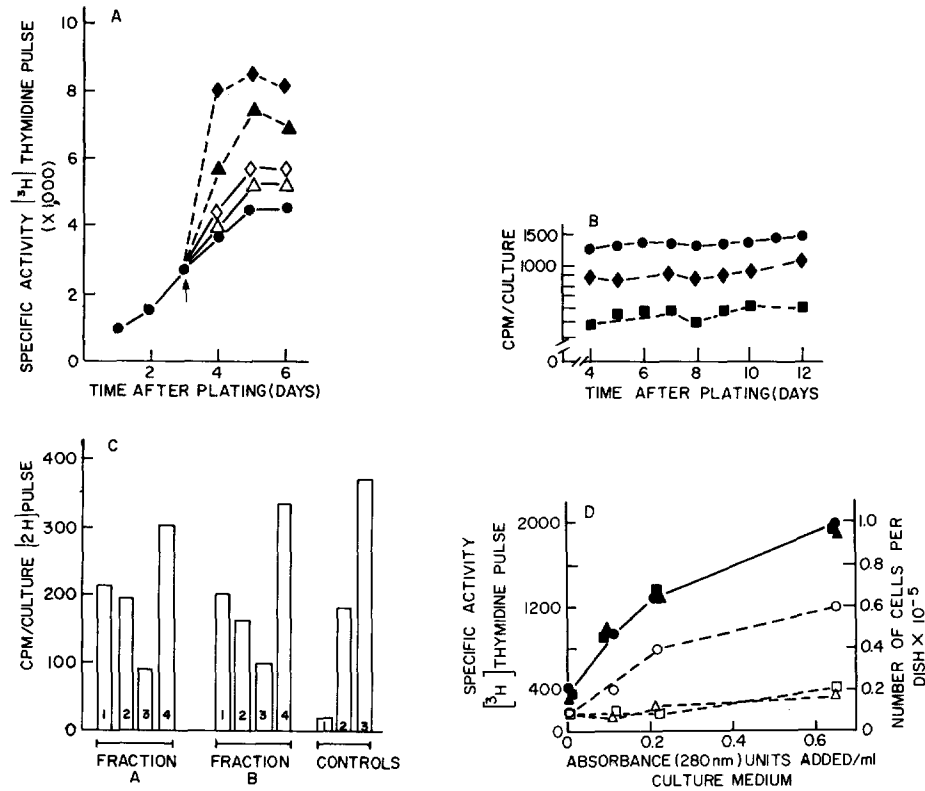 A
10
8
6
4
2
0
SPECIFIC ACTIVITY [³H] THYMIDINE PULSE
(X 1,000)
2 4 6
TIME AFTER PLATING (DAYS)
B
1500
1000
0
CPM/CULTURE
4 6 8 10 12
TIME AFTER PLATING (DAYS
C
400
300
200
100
0
CPM/CULTURE [2H] PULSE
1 2 3 4
1 2 3 4
1 2 3
FRACTION
A
FRACTION
B
CONTROLS
D
2000
1200
400
0
SPECIFIC ACTIVITY
[³H] THYMIDINE PULSE
1.0
0.8
0.6
0.4
0.2
0
NUMBER OF CELLS PER
DISH X 10⁻⁵
0 0.2 0.4 0.6
ABSORBANCE (280 nm) UNITS ADDED/ml
CULTURE MEDIUM